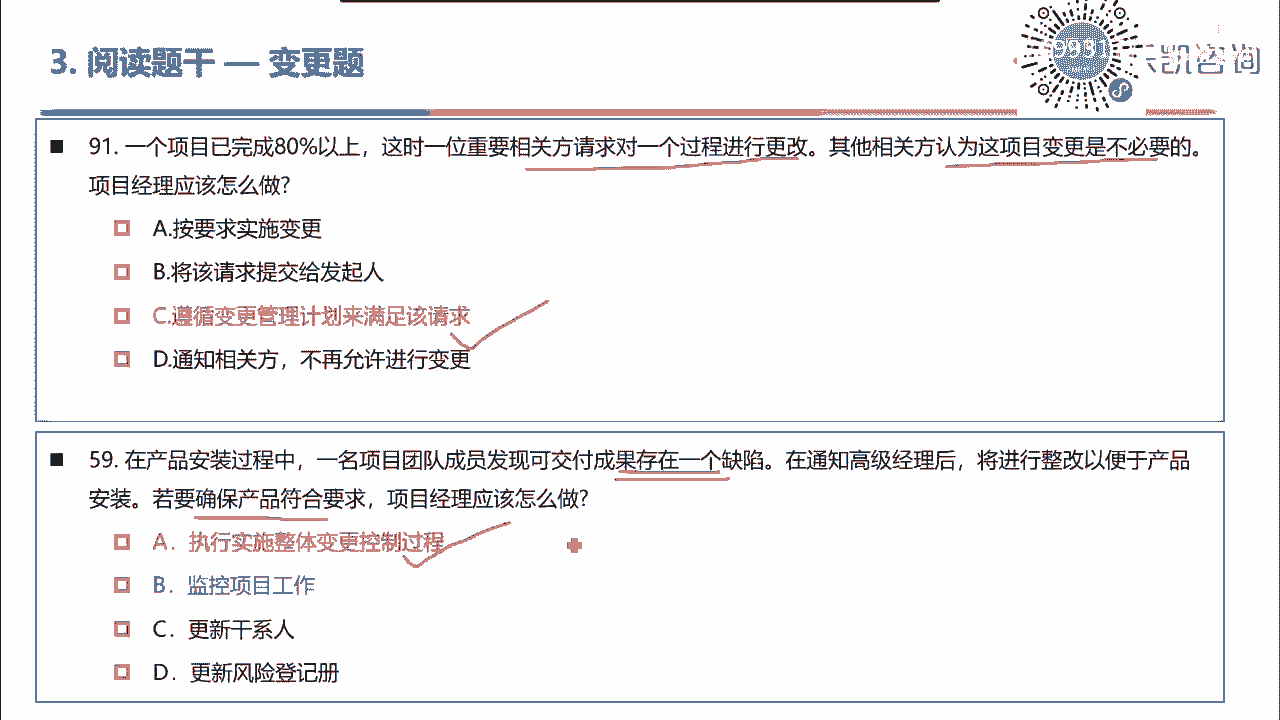 3. 阅读题干 — 变更题
凯咨询
■ 91. 一个项目已完成80%以上，这时一位重要相关方请求对一个过程进行更改。其他相关方认为这项目变更是不必要的。
项目经理应该怎么做?
A.按要求实施变更
B.将该请求提交给发起人
C.遵循变更管理计划来满足该请求
D.通知相关方，不再允许进行变更
■ 59. 在产品安装过程中，一名项目团队成员发现可交付成果存在一个缺陷。在通知高级经理后，将进行整改以便于产品
安装。若要确保产品符合要求，项目经理应该怎么做?
A．执行实施整体变更控制过程
B．监控项目工作
C．更新干系人
D．更新风险登记册